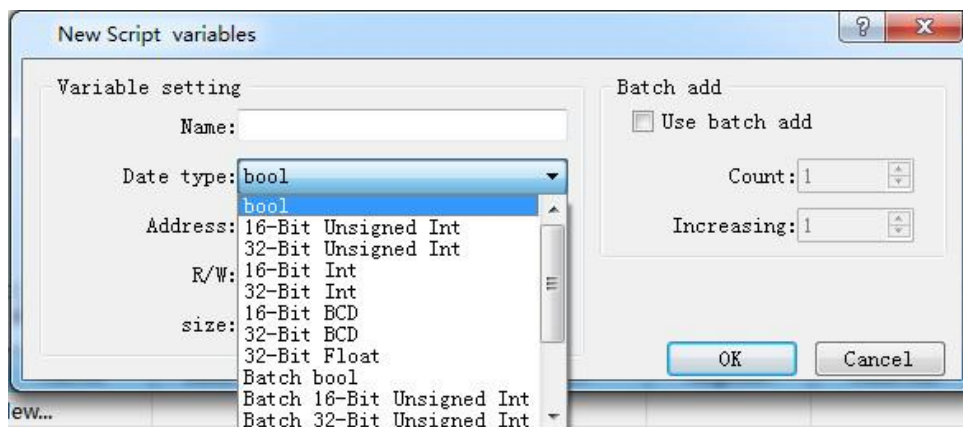 New Script variables
?
Variable setting
Name:
Date type: bool
bool
Address:
16-Bit Unsigned Int
32-Bit Unsigned Int
R/W:
16-Bit Int
32-Bit Int
16-Bit BCD
size:
32-Bit BCD
32-Bit Float
Batch bool
Batch 16-Bit Unsigned Int
Batch 32-Bit Unsigned Int
Batch add
Use batch add
Count: 1
Increasing: 1
OK
Cancel
ew...